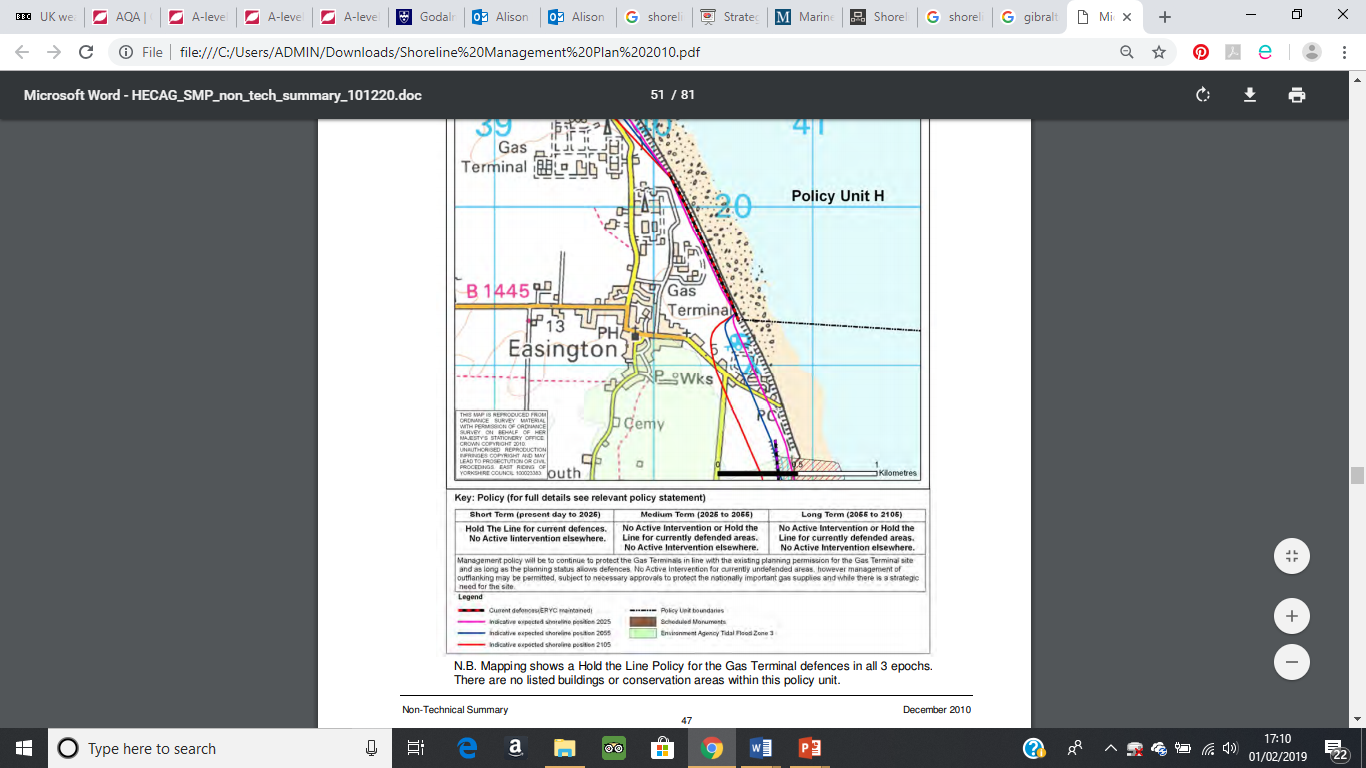 UK we
AQA |
A-level
A-level
A-level
Godalr
Alison
Alison
shoreli
Strateg
Marine
Shorel
shoreli
gibralt
Mi
File
file:///C:/Users/ADMIN/Downloads/Shoreline%20Management%20Plan%202010.pdf
Microsoft Word - HECAG_SMP_non_tech_summary_101220.doc
51 / 81
39
40
41
Gas
Terminal
Policy Unit H
20
B 1445
Gas
Terminal
13
PH
Easington
5
P
Wks
PC
Cemy
outh
THIS MAP IS REPRODUCED FROM
ORDNANCE SURVEY MATERIAL
WITH PERMISSION OF ORDNANCE
SURVEY ON BEHALF OF HER
MAJESTY'S STATIONERY OFFICE.
CROWN COPYRIGHT 2010.
UNAUTHORISED REPRODUCTION
INFRINGES COPYRIGHT AND MAY
LEAD TO PROSECTUTION OR CIVIL
PROCEDINGS. EAST RIDING OF
YORKSHIRE COUNCIL 100023383.
0
0.5
1
Kilometres
Key: Policy (for full details see relevant policy statement)
Short Term (present day to 2025)
Medium Term (2025 to 2055)
Long Term (2055 to 2105)
Hold The Line for current defences.
No Active Iintervention elsewhere.
No Active Intervention or Hold the
Line for currently defended areas.
No Active Intervention elsewhere.
No Active Intervention or Hold the
Line for currently defended areas.
No Active Intervention elsewhere.
Management policy will be to continue to protect the Gas Terminals in line with the existing planning permission for the Gas Terminal site
and as long as the planning status allows defences. No Active Intervention for currently undefended areas, however management of
outflanking may be permitted, subject to necessary approvals to protect the nationally important gas supplies and while there is a strategic
need for the site.
Legend
Current defences(ERYC maintained)
Indicative expected shoreline position 2025
Indicative expected shoreline position 2055
Indicative expected shoreline position 2105
Policy Unit boundaries
Scheduled Monuments
Environment Agency Tidal Flood Zone 3
N.B. Mapping shows a Hold the Line Policy for the Gas Terminal defences in all 3 epochs.
There are no listed buildings or conservation areas within this policy unit.
Non-Technical Summary
December 2010
47
Type here to search
17:10
01/02/2019
22